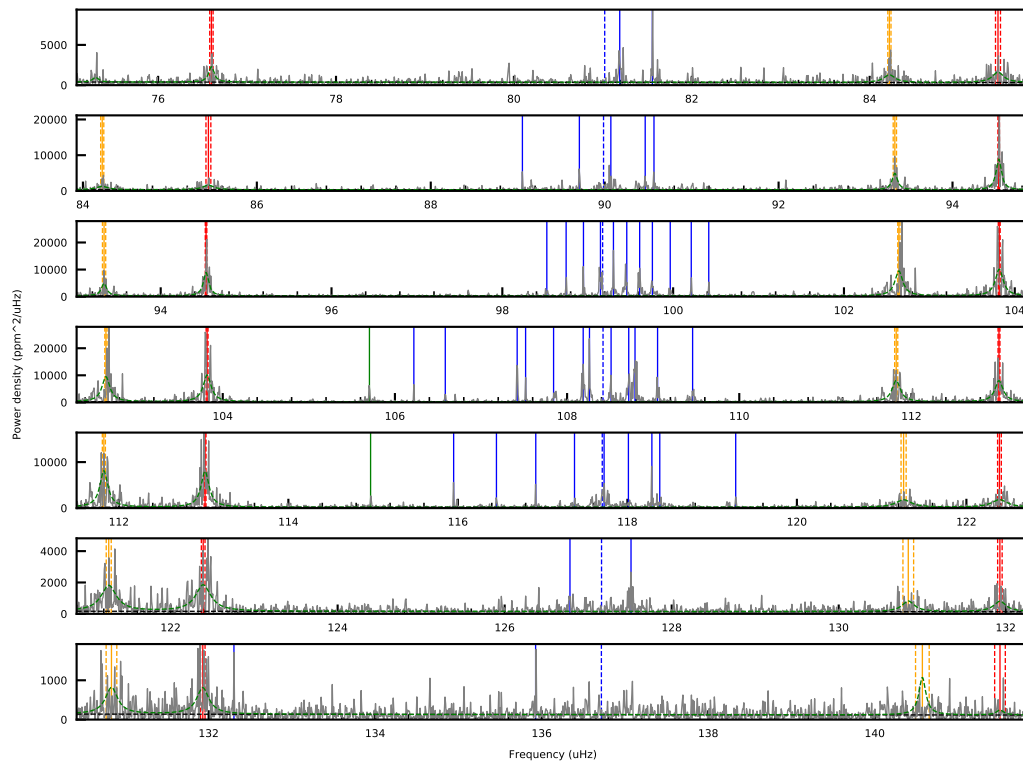 5000
0
76 78 80 82 84
20000
10000
0
84 86 88 90 92 94
20000
10000
0
94 96 98 100 102 104
Power density (ppm^2/uHz)
20000
10000
0
104 106 108 110 112
10000
0
112 114 116 118 120 122
4000
2000
0
122 124 126 128 130 132
1000
0
132 134 136 138 140
Frequency (uHz)